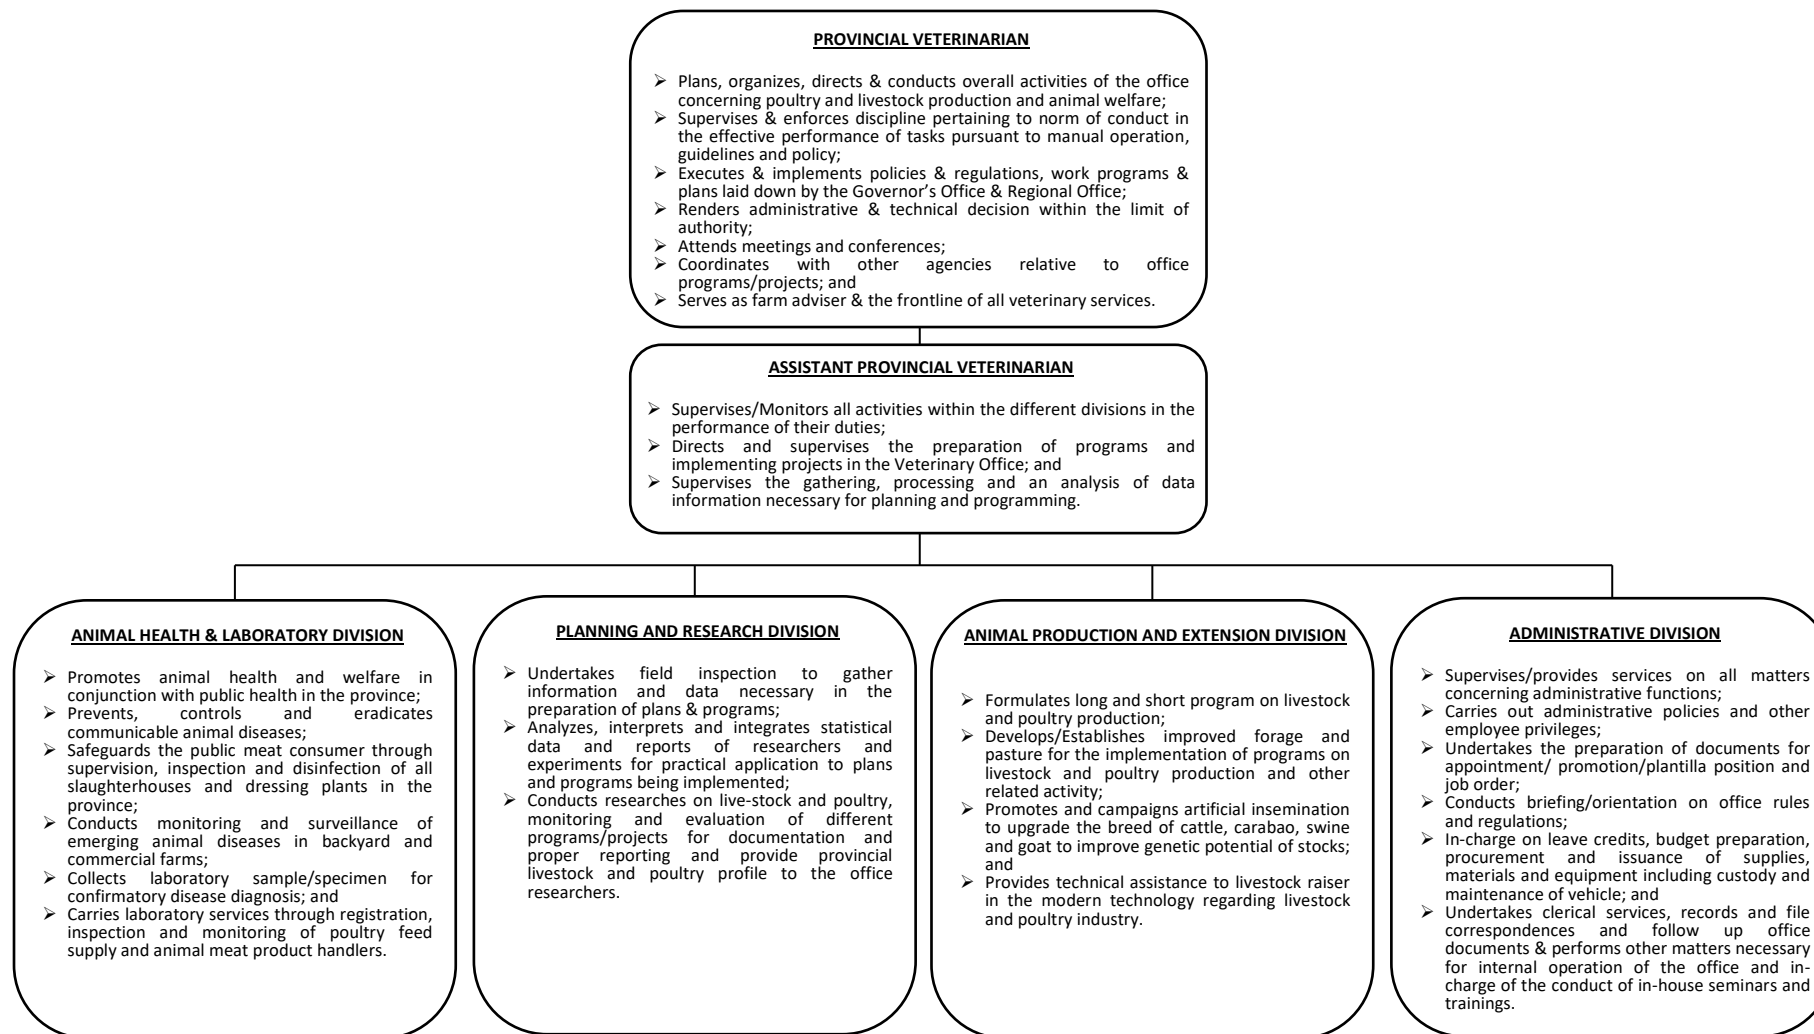 PROVINCIAL VETERINARIAN
➢ Plans, organizes, directs & conducts overall activities of the office
concerning poultry and livestock production and animal welfare;
➢ Supervises & enforces discipline pertaining to norm of conduct in
the effective performance of tasks pursuant to manual operation,
guidelines and policy;
➢ Executes & implements policies & regulations, work programs &
plans laid down by the Governor’s Office & Regional Office;
➢ Renders administrative & technical decision within the limit of
authority;
➢ Attends meetings and conferences;
➢ Coordinates with other agencies relative to office
programs/projects; and
➢ Serves as farm adviser & the frontline of all veterinary services.
ASSISTANT PROVINCIAL VETERINARIAN
➢ Supervises/Monitors all activities within the different divisions in the
performance of their duties;
➢ Directs and supervises the preparation of programs and
implementing projects in the Veterinary Office; and
➢ Supervises the gathering, processing and an analysis of data
information necessary for planning and programming.
ANIMAL HEALTH & LABORATORY DIVISION
➢ Promotes animal health and welfare in
conjunction with public health in the province;
➢ Prevents, controls and eradicates
communicable animal diseases;
➢ Safeguards the public meat consumer through
supervision, inspection and disinfection of all
slaughterhouses and dressing plants in the
province;
➢ Conducts monitoring and surveillance of
emerging animal diseases in backyard and
commercial farms;
➢ Collects laboratory sample/specimen for
confirmatory disease diagnosis; and
➢ Carries laboratory services through registration,
inspection and monitoring of poultry feed
supply and animal meat product handlers.
PLANNING AND RESEARCH DIVISION
➢ Undertakes field inspection to gather
information and data necessary in the
preparation of plans & programs;
➢ Analyzes, interprets and integrates statistical
data and reports of researchers and
experiments for practical application to plans
and programs being implemented;
➢ Conducts researches on live-stock and poultry,
monitoring and evaluation of different
programs/projects for documentation and
proper reporting and provide provincial
livestock and poultry profile to the office
researchers.
ANIMAL PRODUCTION AND EXTENSION DIVISION
➢ Formulates long and short program on livestock
and poultry production;
➢ Develops/Establishes improved forage and
pasture for the implementation of programs on
livestock and poultry production and other
related activity;
➢ Promotes and campaigns artificial insemination
to upgrade the breed of cattle, carabao, swine
and goat to improve genetic potential of stocks;
and
➢ Provides technical assistance to livestock raiser
in the modern technology regarding livestock
and poultry industry.
ADMINISTRATIVE DIVISION
➢ Supervises/provides services on all matters
concerning administrative functions;
➢ Carries out administrative policies and other
employee privileges;
➢ Undertakes the preparation of documents for
appointment/ promotion/plantilla position and
job order;
➢ Conducts briefing/orientation on office rules
and regulations;
➢ In-charge on leave credits, budget preparation,
procurement and issuance of supplies,
materials and equipment including custody and
maintenance of vehicle; and
➢ Undertakes clerical services, records and file
correspondences and follow up office
documents & performs other matters necessary
for internal operation of the office and in-
charge of the conduct of in-house seminars and
trainings.